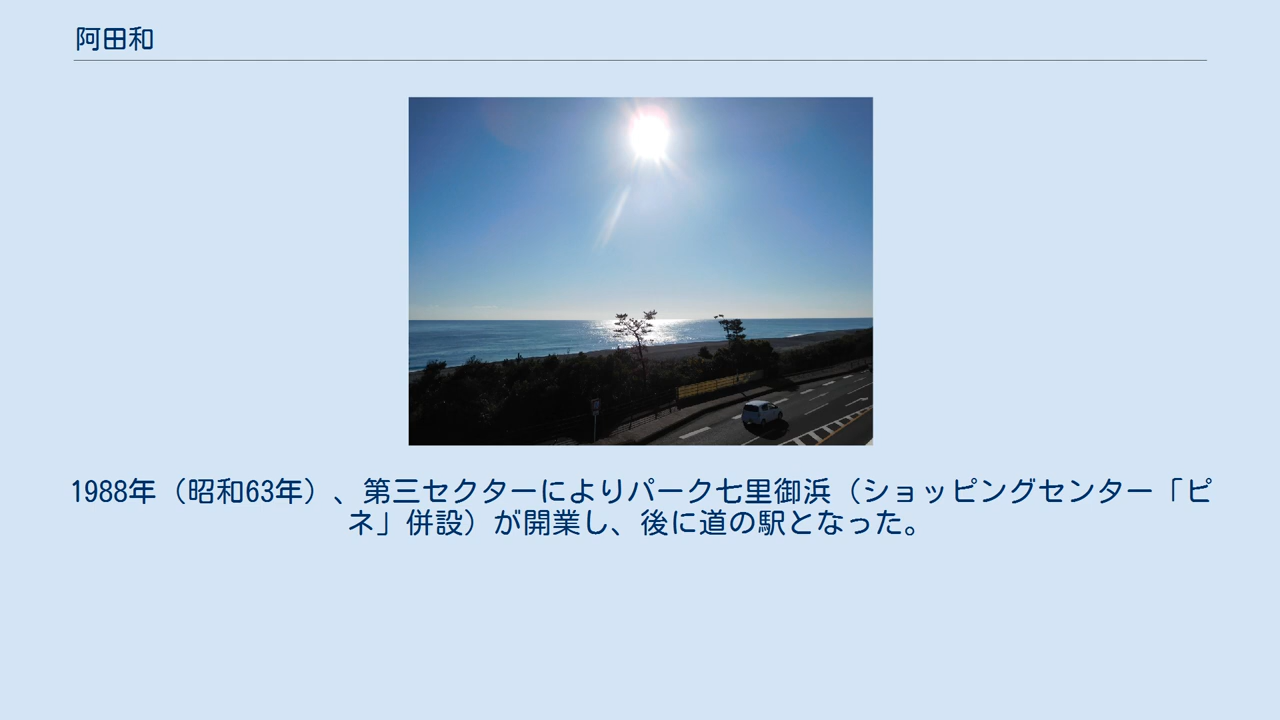 阿田和
1988年（昭和63年）、第三セクターによりパーク七里御浜（ショッピングセンター「ピ
ネ」併設）が開業し、後に道の駅となった。